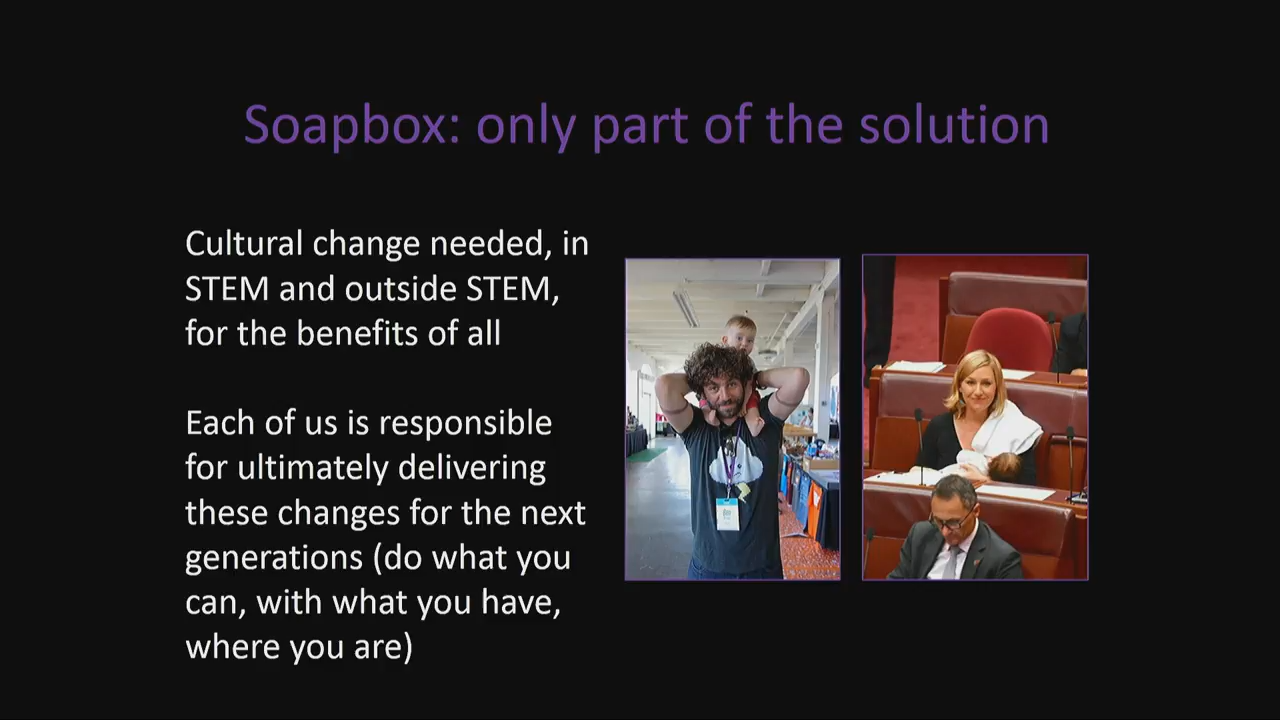 Soapbox: only part of the solution
Cultural change needed, in
STEM and outside STEM,
for the benefits of all
Each of us is responsible
for ultimately delivering
these changes for the next
generations (do what you
can, with what you have,
where you are)